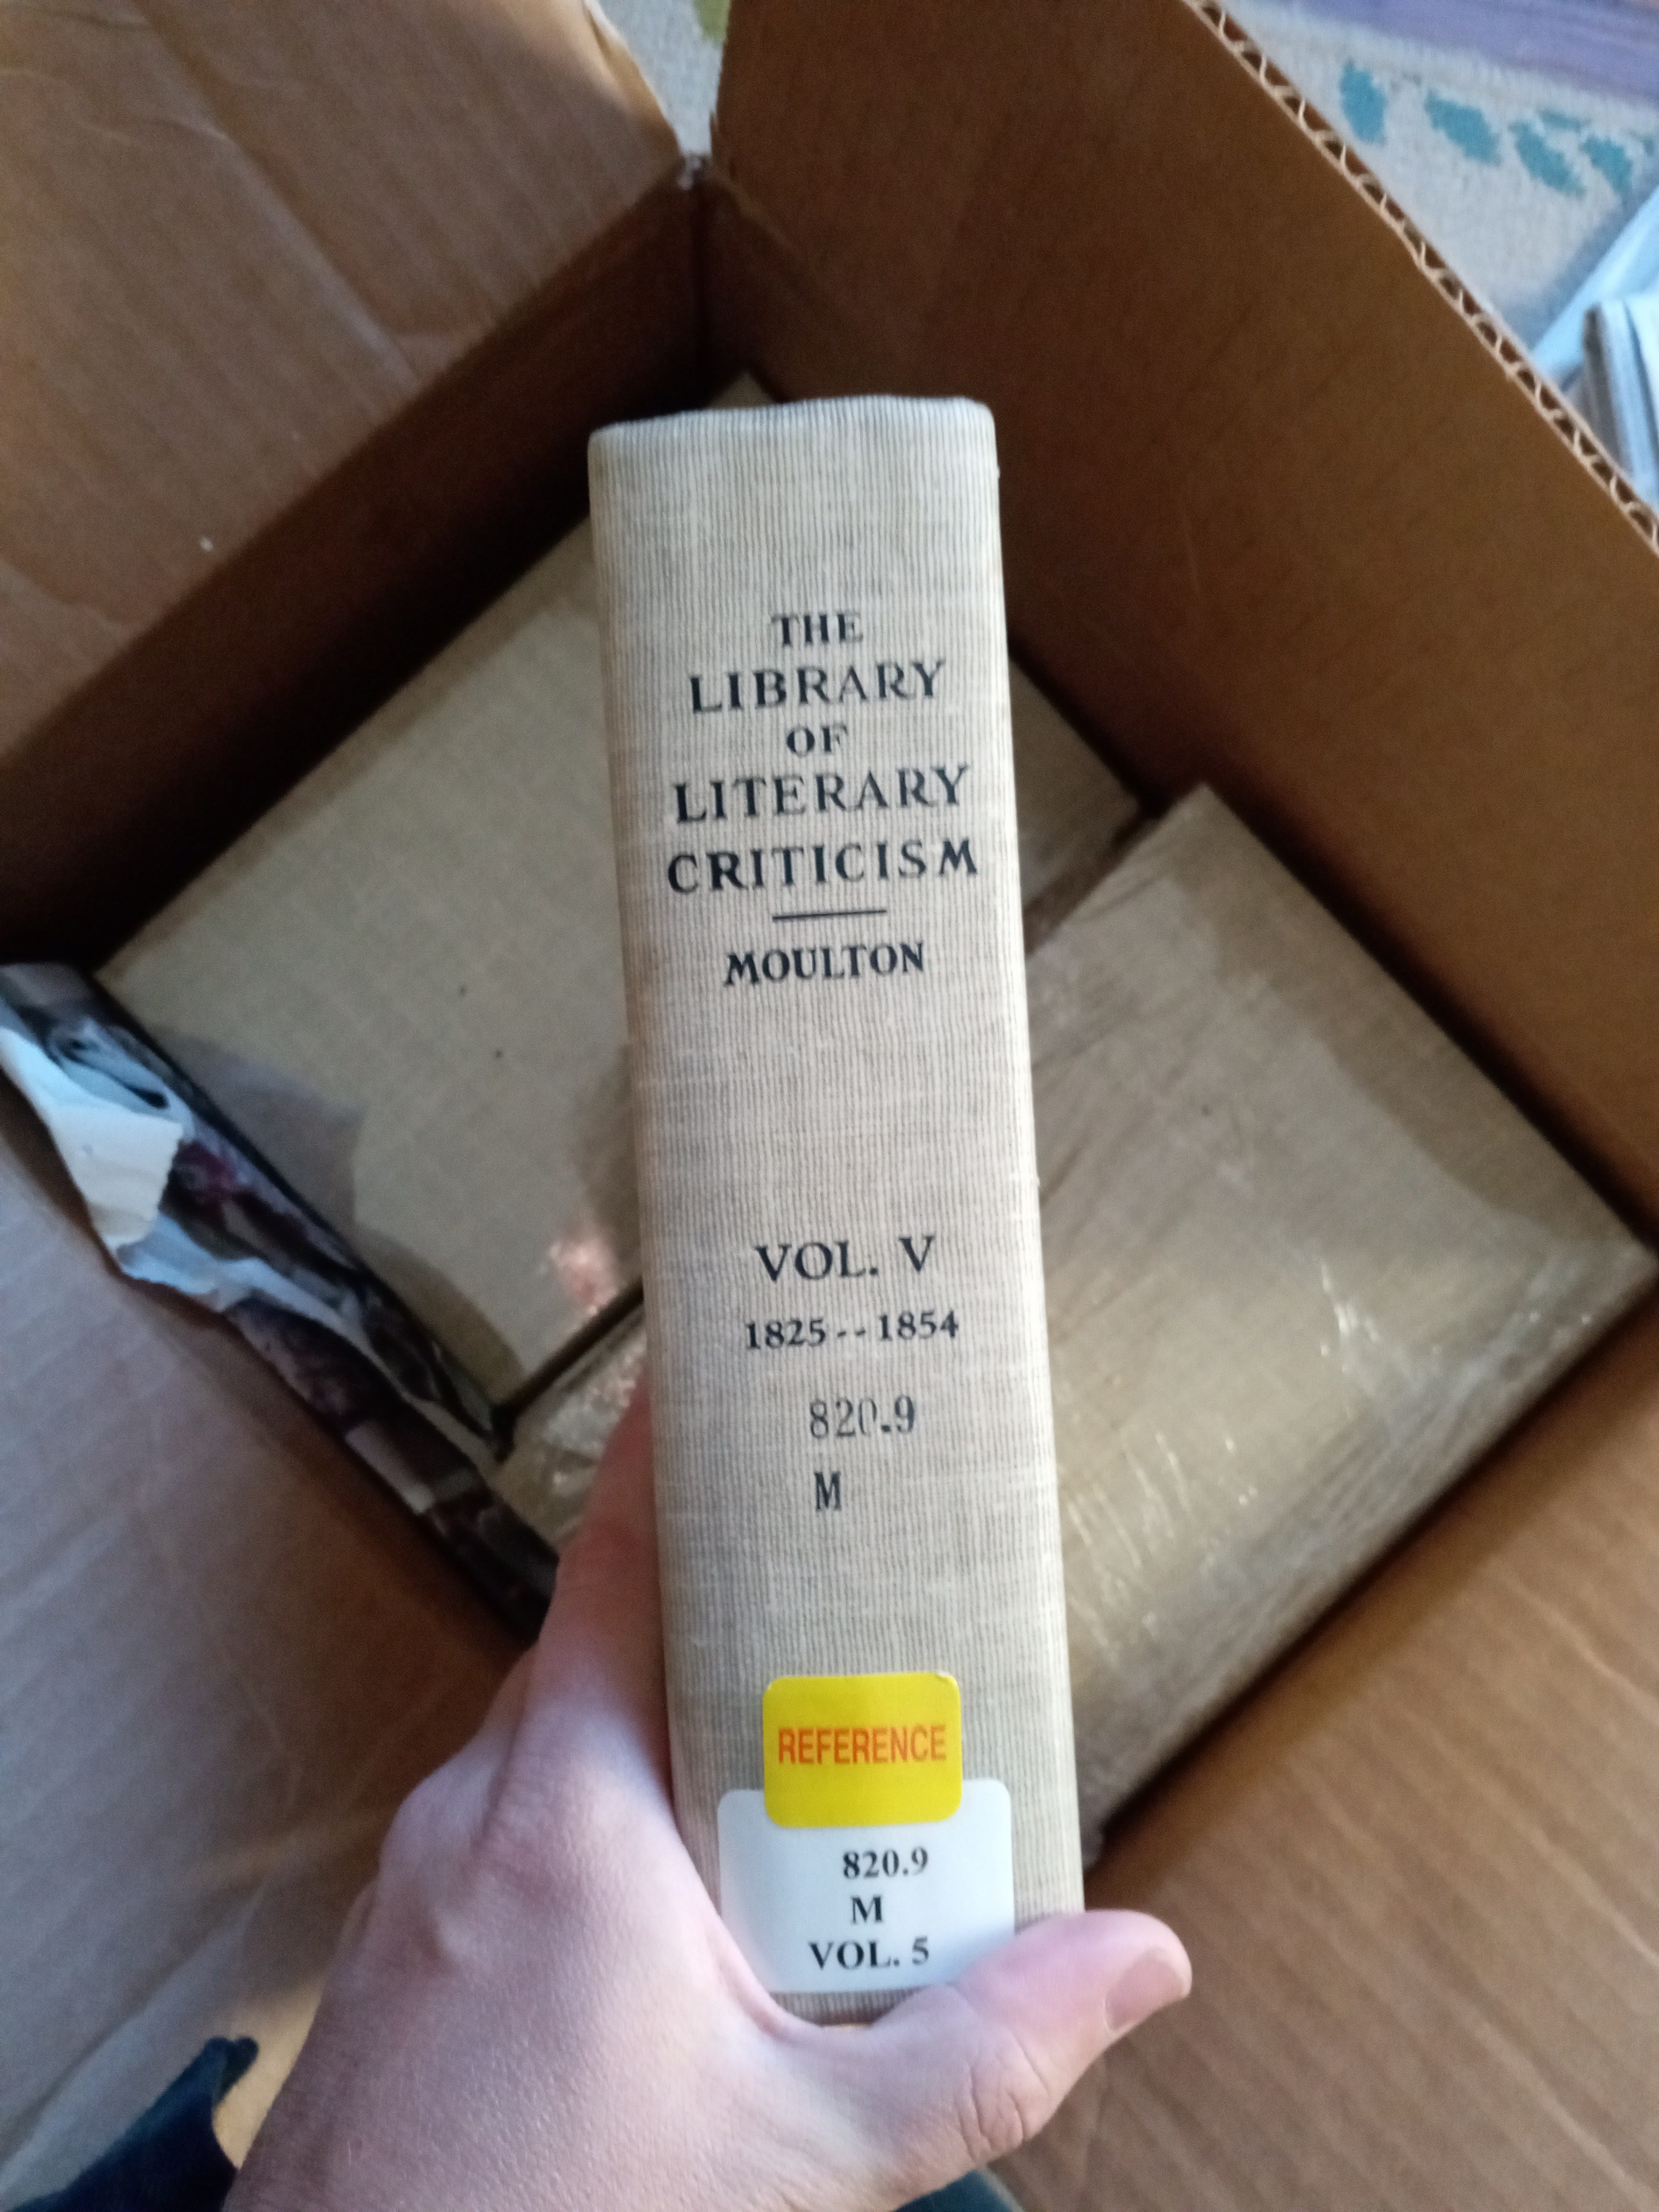 THE
LIBRARY
OF
LITERARY
CRITICISM
MOULTON
VOL. V
1825--1854
820.9
M
REFERENCE
820.9
M
VOL. 5